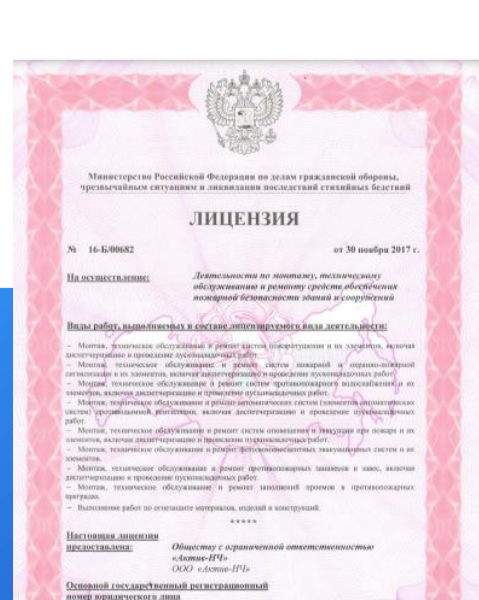 Министерство Российской Федерации по делам гражданской обороны,
чрезвычайным ситуациям и ликвидации последствий стихийных бедствий
ЛИЦЕНЗИЯ
№ 16-Б/00682 от 30 ноября 2017 г.
На осуществление: Деятельности по монтажу, техническому
обслуживанию и ремонту средств обеспечения
пожарной безопасности зданий и сооружений
Виды работ, выполняемых в составе лицензируемого вида деятельности:
– Монтаж, техническое обслуживание и ремонт систем пожаротушения и их элементов, включая
диспетчеризацию и проведение пусконаладочных работ.
– Монтаж, техническое обслуживание и ремонт систем пожарной и охранно-пожарной
сигнализации и их элементов, включая диспетчеризацию и проведение пусконаладочных работ.
– Монтаж, техническое обслуживание и ремонт систем противопожарного водоснабжения и их
элементов, включая диспетчеризацию и проведение пусконаладочных работ.
– Монтаж, техническое обслуживание и ремонт автоматических систем (элементов автоматических
систем) противодымной вентиляции, включая диспетчеризацию и проведение пусконаладочных
работ.
– Монтаж, техническое обслуживание и ремонт систем оповещения и эвакуации при пожаре и их
элементов, включая диспетчеризацию и проведение пусконаладочных работ.
– Монтаж, техническое обслуживание и ремонт фотолюминесцентных эвакуационных систем и их
элементов.
– Монтаж, техническое обслуживание и ремонт противопожарных занавесов и завес, включая
диспетчеризацию и проведение пусконаладочных работ.
– Монтаж, техническое обслуживание и ремонт заполнений проемов в противопожарных
преградах.
– Выполнение работ по огнезащите материалов, изделий и конструкций.
*****
Настоящая лицензия
предоставлена: Обществу с ограниченной ответственностью
«Актив-НЧ»
ООО «Актив-НЧ»
Основной государственный регистрационный
номер юридического лица